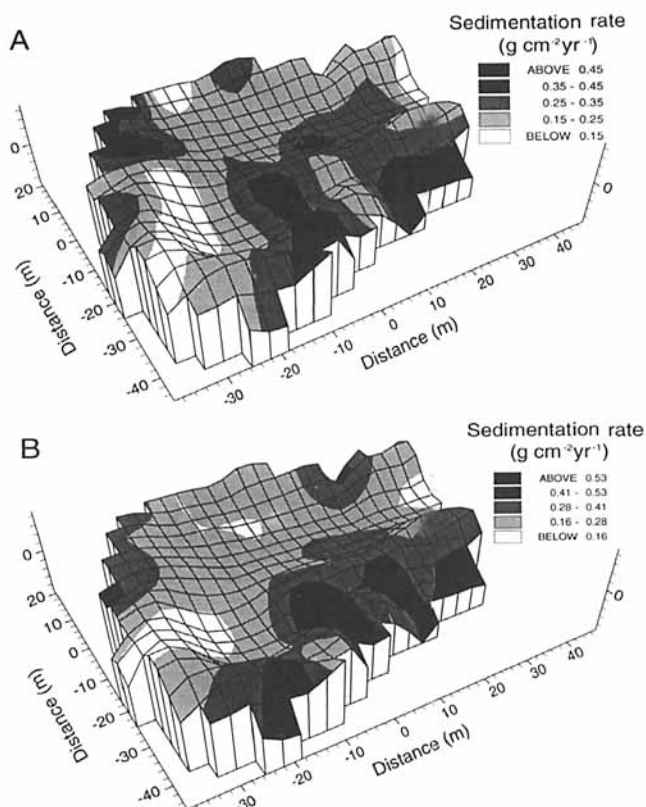 A
Sedimentation rate
(g cm⁻²yr⁻¹)
ABOVE 0.45
0.35 - 0.45
0.25 - 0.35
0.15 - 0.25
BELOW 0.15
0
20
10
0
-10
-20
-30
-40
Distance (m)
-30
-20
-10
0
10
20
30
40
Distance (m)
0
B
Sedimentation rate
(g cm⁻²yr⁻¹)
ABOVE 0.53
0.41 - 0.53
0.28 - 0.41
0.16 - 0.28
BELOW 0.16
0
20
10
0
-10
-20
-30
-40
Distance (m)
-30
-20
-10
0
10
20
30
40
Distance (m)
0